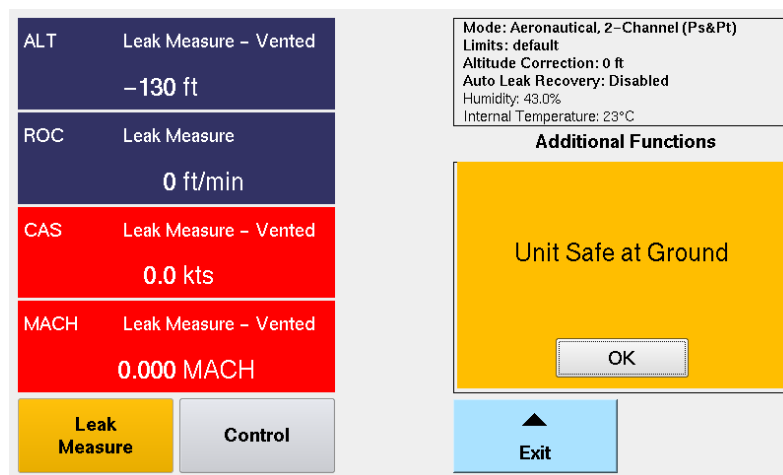 ALT Leak Measure – Vented
–130 ft
ROC Leak Measure
0 ft/min
CAS Leak Measure – Vented
0.0 kts
MACH Leak Measure – Vented
0.000 MACH
Leak
Measure
Control
Mode: Aeronautical, 2–Channel (Ps&Pt)
Limits: default
Altitude Correction: 0 ft
Auto Leak Recovery: Disabled
Humidity: 43.0%
Internal Temperature: 23°C
Additional Functions
Unit Safe at Ground
OK
Exit